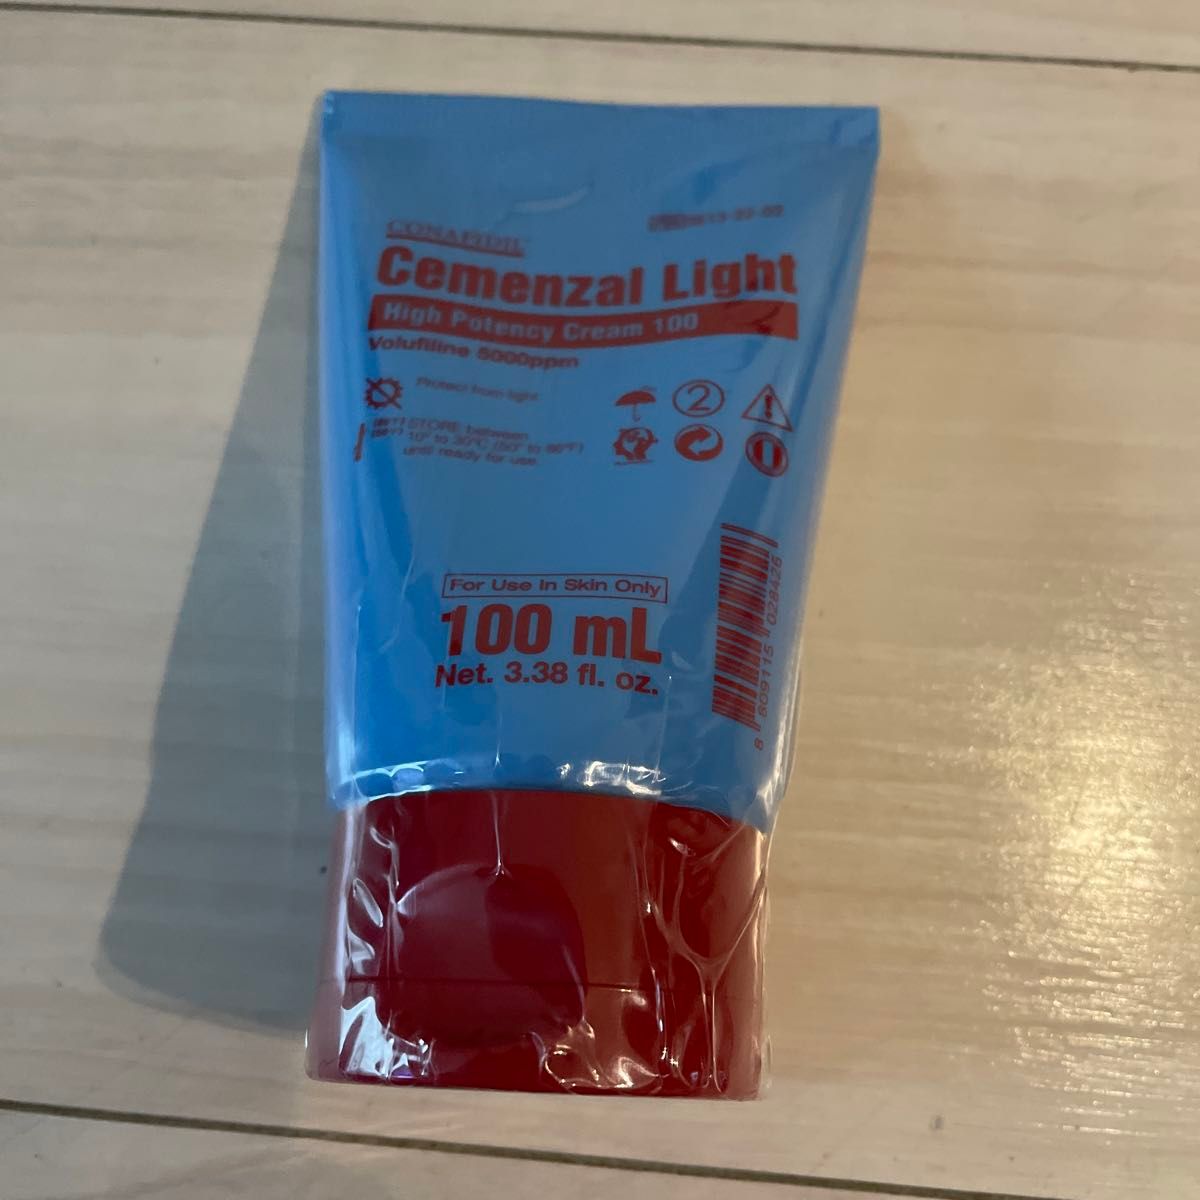 CONAFIDIL
Cemenzal Light
High Potency Cream 100
Volufiline 5000ppm
Protect from light
STORE between
10° to 30°C (50° to 86°F)
until ready for use.
2
For Use In Skin Only
100 mL
Net. 3.38 fl. oz.
8 809115 028426